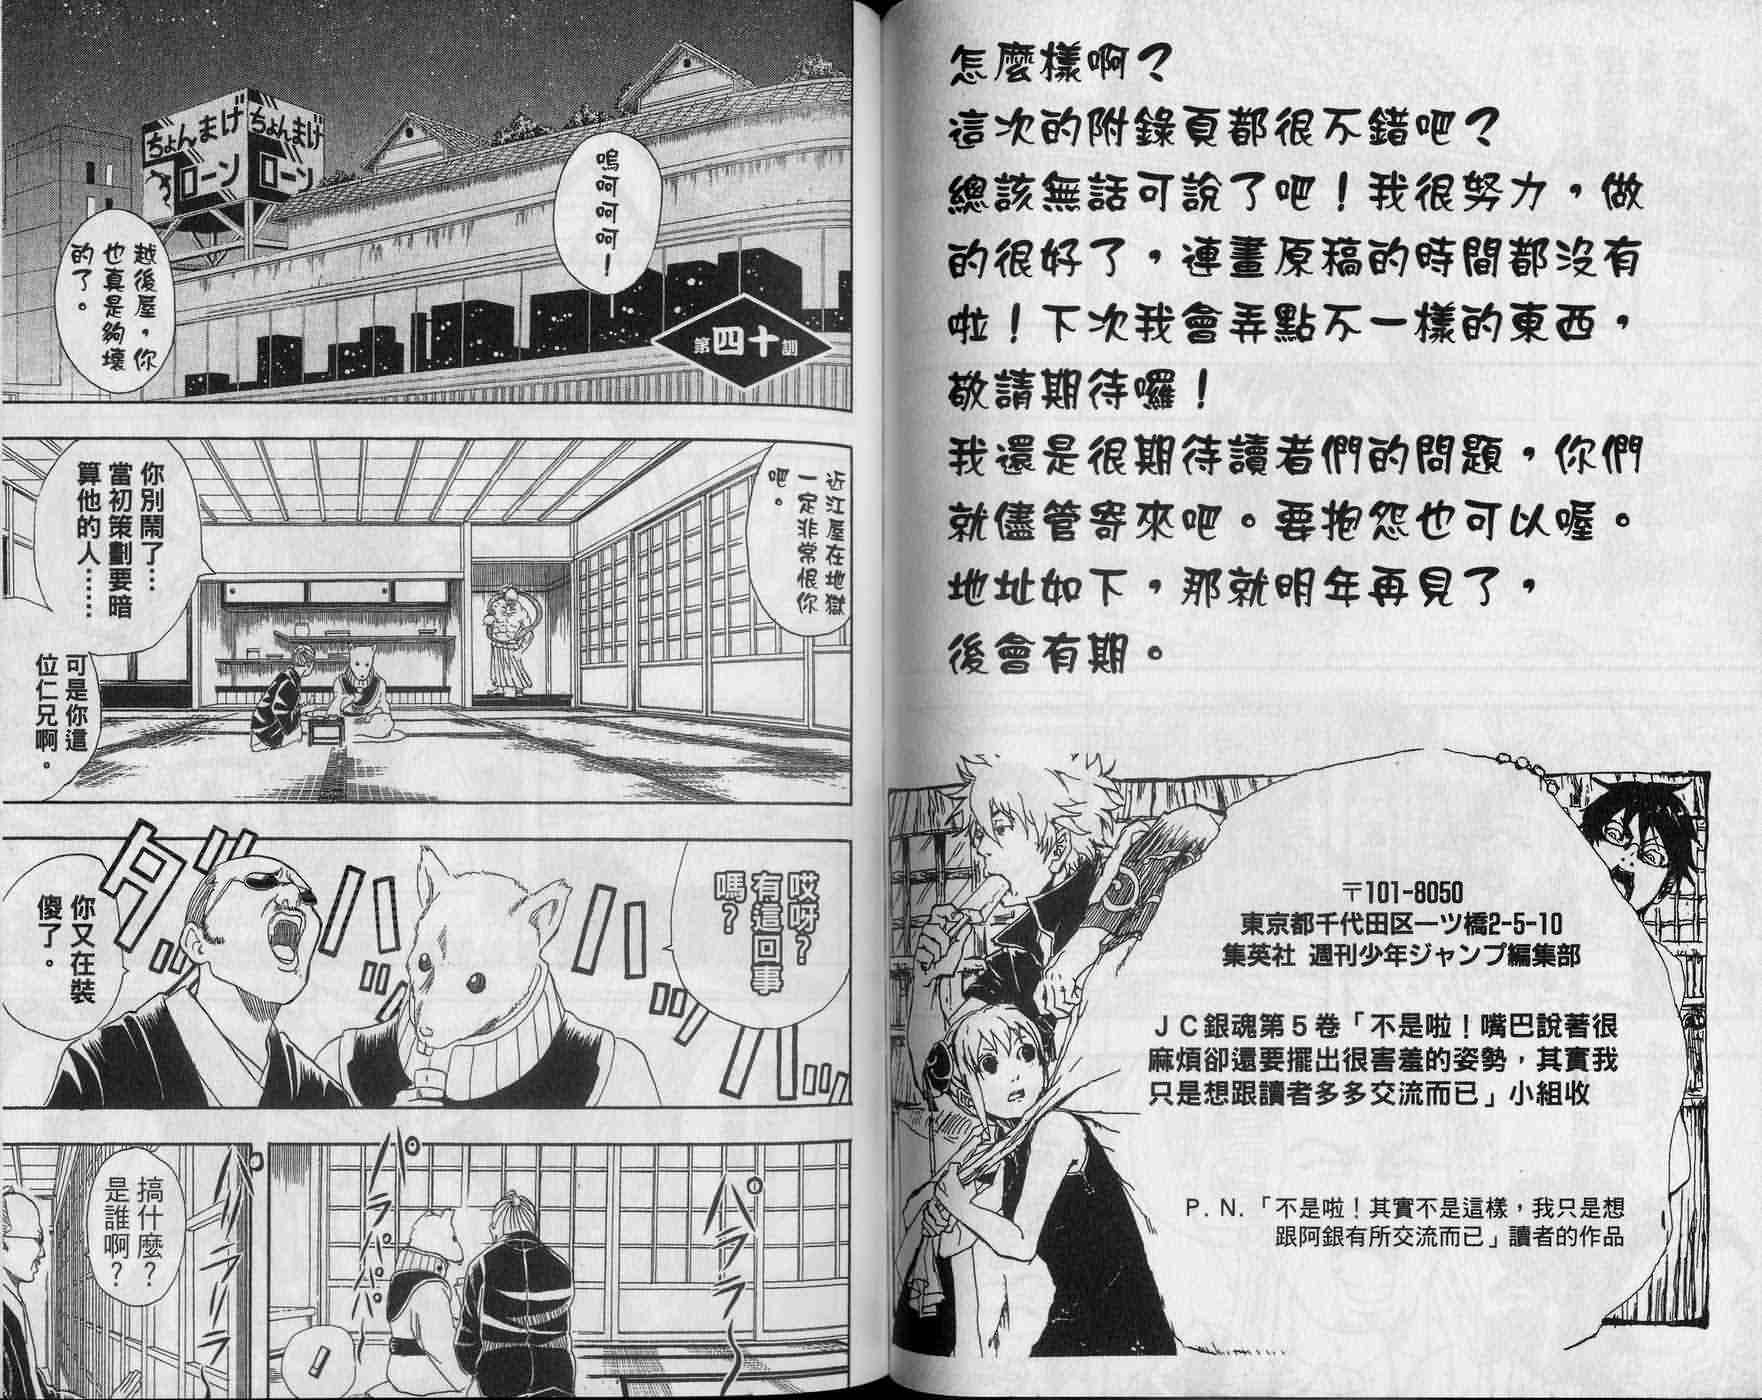 怎麼樣啊？
這次的附錄頁都很不錯吧？
總該無話可說了吧！我很努力，做
的很好了，連畫原稿的時間都沒有
啦！下次我會弄點不一樣的東西，
敬請期待囉！
我還是很期待讀者們的問題，你們
就儘管寄來吧。要抱怨也可以喔。
地址如下，那就明年再見了，
後會有期。
〒101-8050
東京都千代田区一ツ橋2-5-10
集英社 週刊少年ジャンプ編集部
ＪＣ銀魂第５卷「不是啦！嘴巴說著很
麻煩卻還要擺出很害羞的姿勢，其實我
只是想跟讀者多多交流而已」小組收
P. N.「不是啦！其實不是這樣，我只是想
跟阿銀有所交流而已」讀者的作品
第四十訓
嗚呵呵呵！
ちょんまげ
ローン
ちょんまげ
ローン
越後屋，你
也真是夠壞
的了。
近江屋在地獄
一定非常恨你
吧。
你別鬧了…
當初策劃要暗
算他的人……
可是你這
位仁兄啊。
哎呀？
有這回事
嗎？
ダハハハハハ
你又在裝
傻了。
パパパパ〜
パパパ〜
！
搞什麼？
是誰啊？